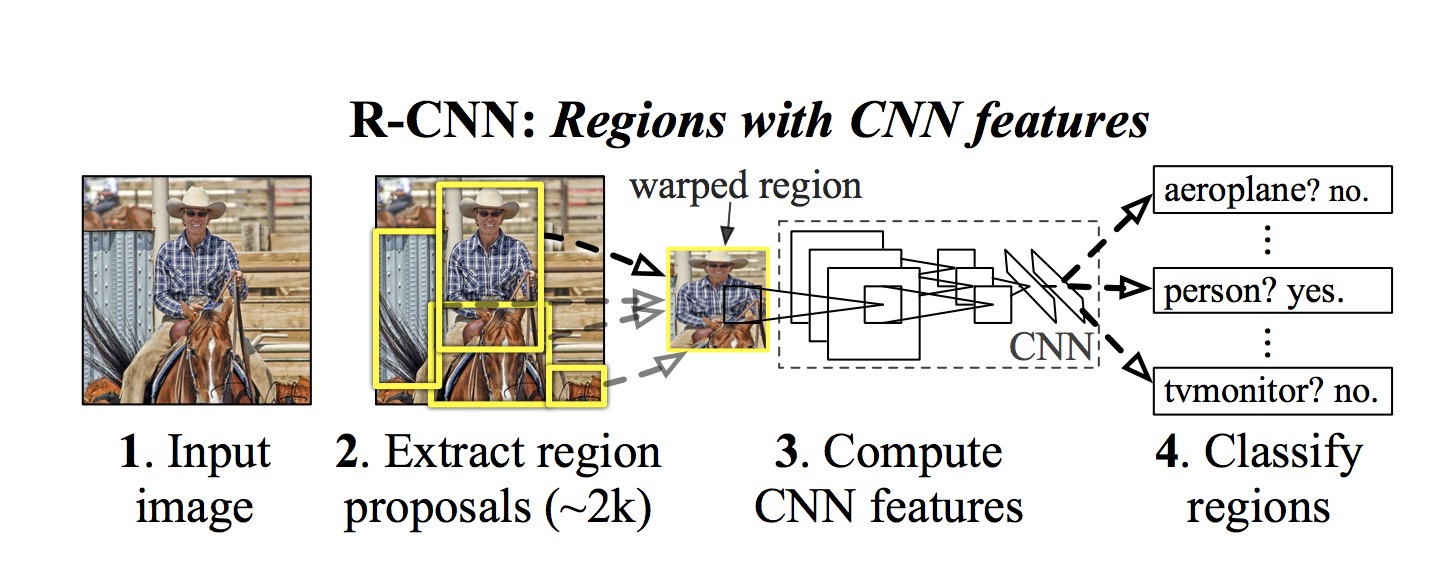 R-CNN: Regions with CNN features
warped region
aeroplane? no.
person? yes.
tvmonitor? no.
CNN
1. Input
image
2. Extract region
proposals (~2k)
3. Compute
CNN features
4. Classify
regions